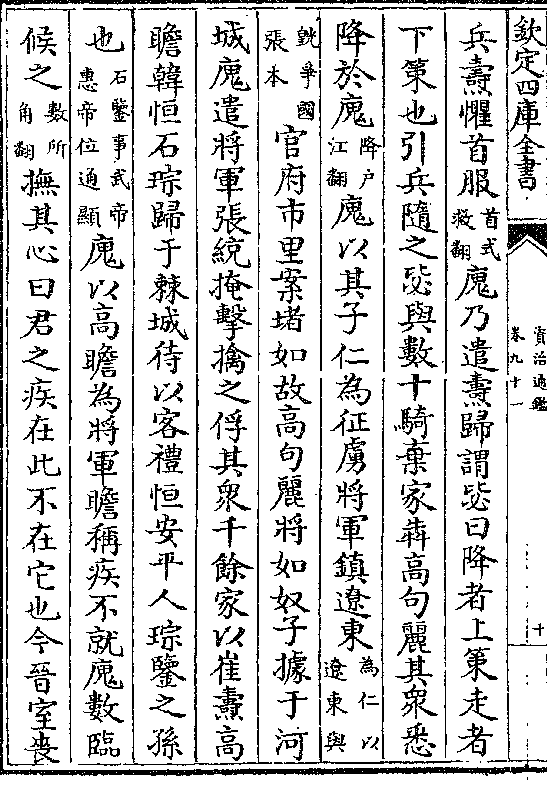 欽定四庫全書
資治通鑑
卷九十一
十
兵燾懼首服首式救翻廆乃遣燾歸謂毖曰降者上策走者
下策也引兵隨之毖與數十騎棄家犇高句麗其衆悉
降於廆降戶江翻廆以其子仁為征虜將軍鎮遼東為仁以遼東與
皝爭國張本官府市里案堵如故高句麗將如奴子據于河
城廆遣將軍張統掩擊擒之俘其衆千餘家以崔燾高
瞻韓恒石琮歸于棘城待以客禮恒安平人琮鑒之孫
也石鑒事武帝惠帝位通顯廆以高瞻為將軍瞻稱疾不就廆數臨
候之數所角翻撫其心曰君之疾在此不在它也今晉室喪